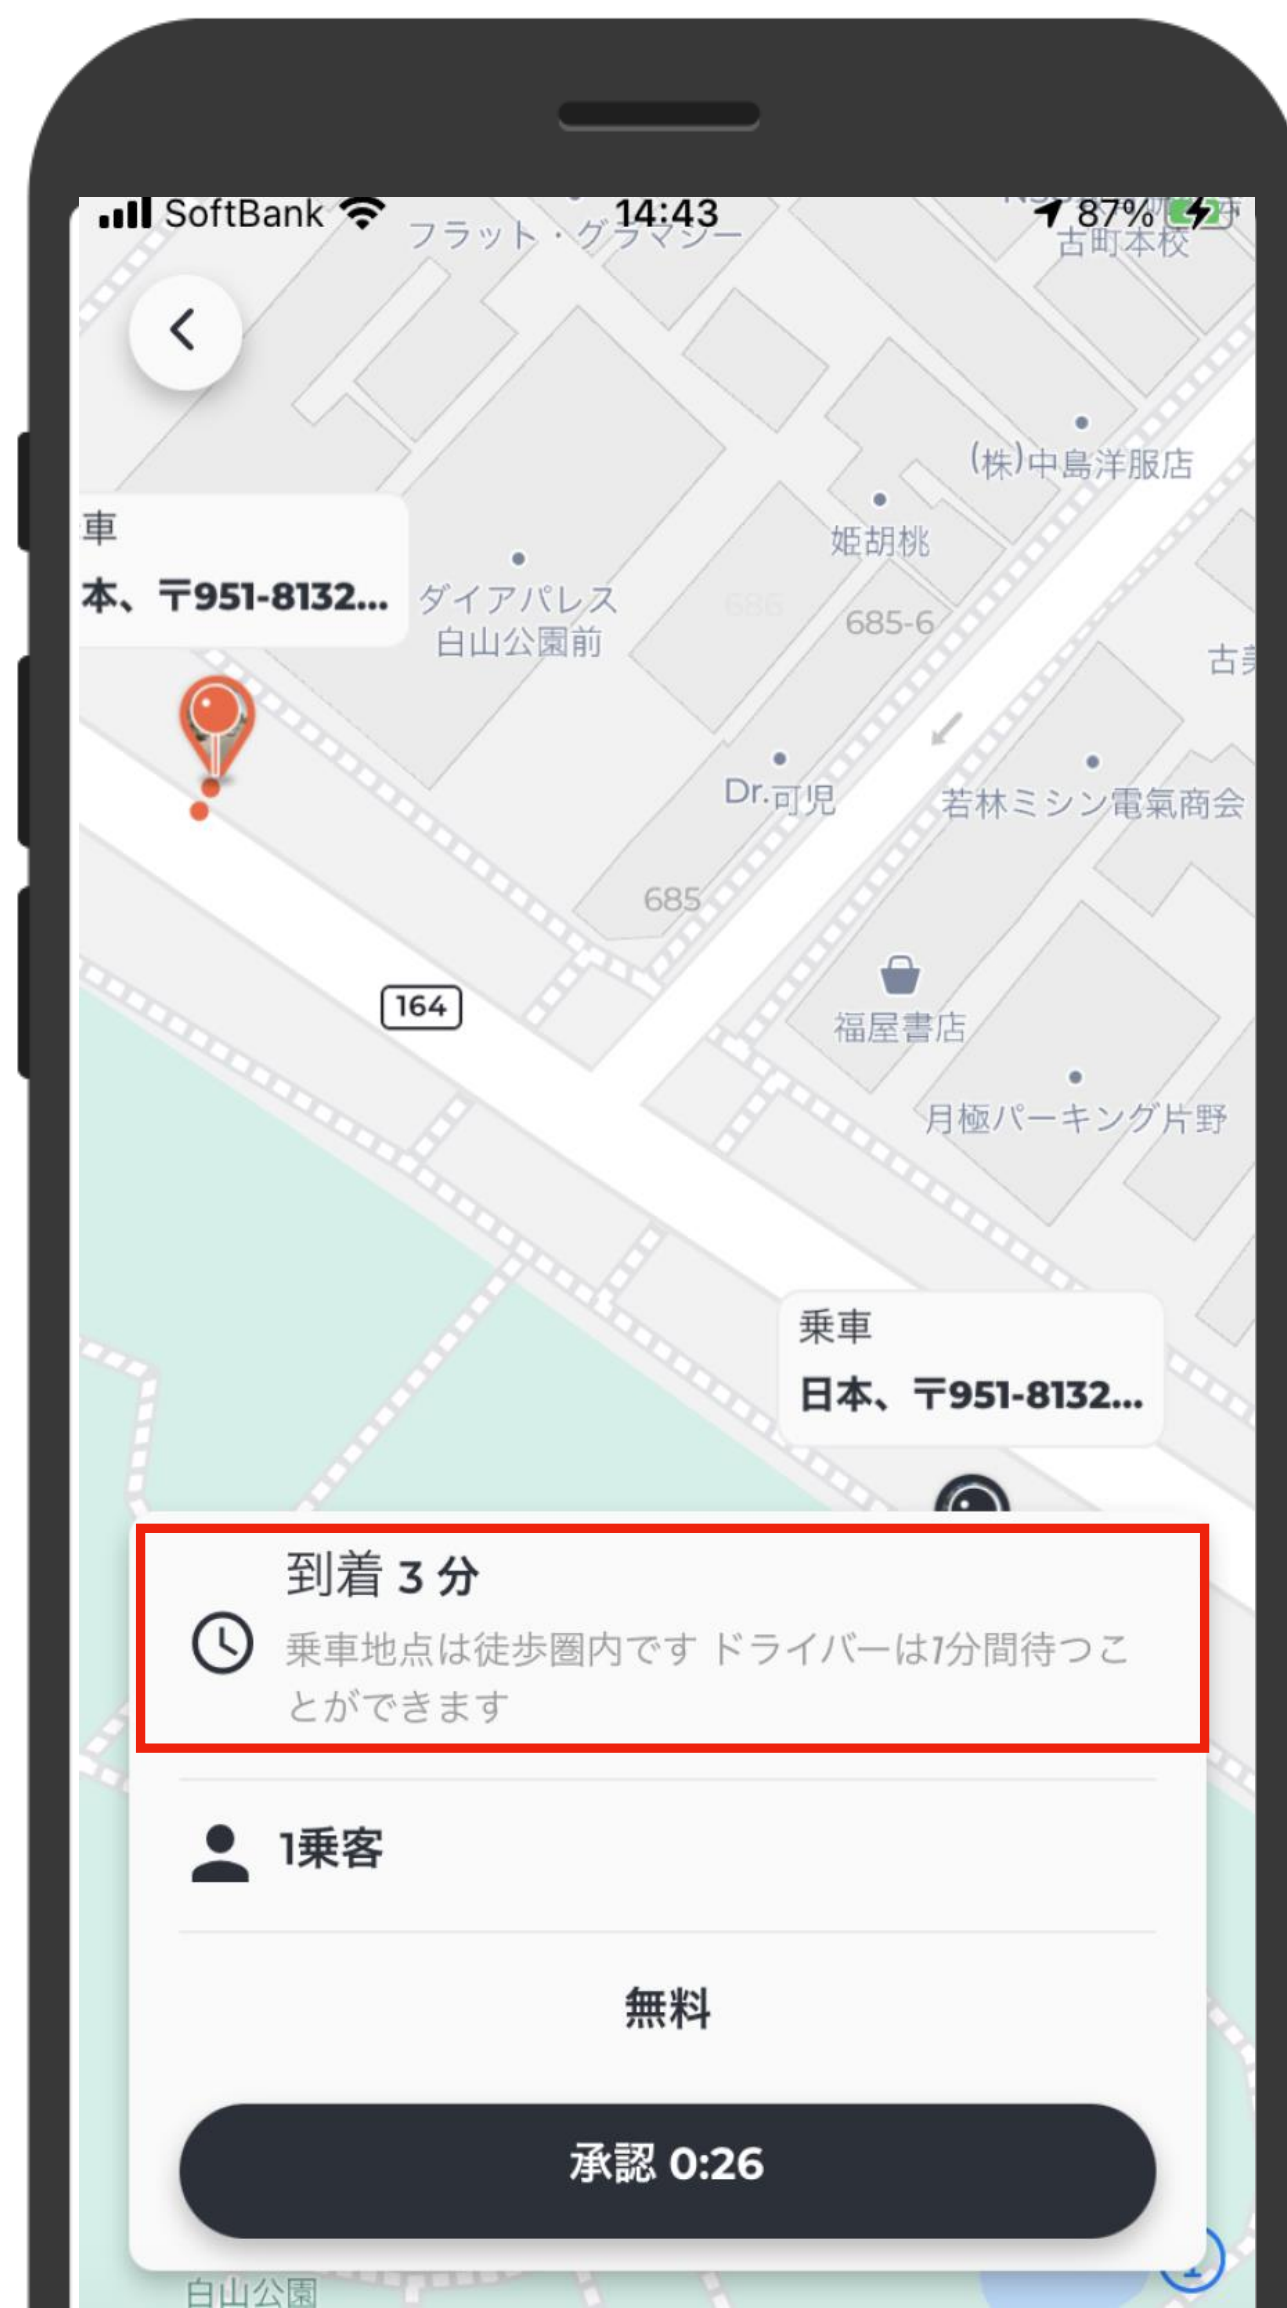 SoftBank 14:43 87%
フラット・グラマシー
古町本校
(株)中島洋服店
姫胡桃
車
本、〒951-8132...
ダイアパレス
白山公園前
686
685-6
古美
Dr.可児
若林ミシン電氣商会
685
164
福屋書店
月極パーキング片野
乗車
日本、〒951-8132...
到着 3 分
乗車地点は徒歩圏内です ドライバーは1分間待つこ
とができます
1乗客
無料
承認 0:26
白山公園